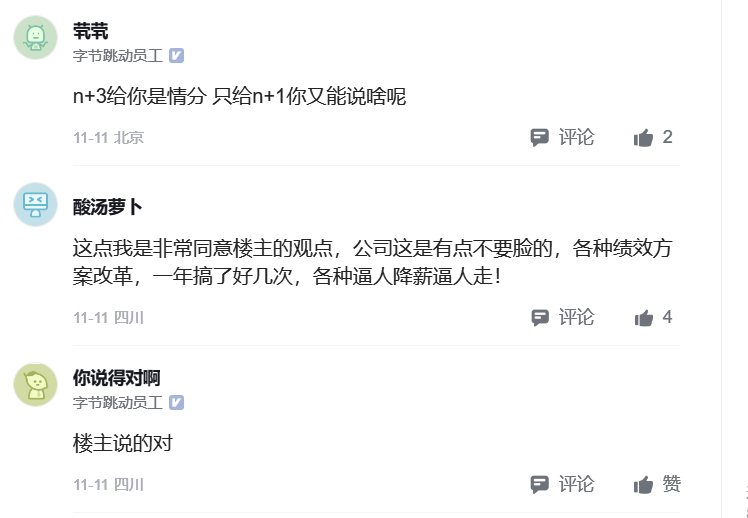 茕茕
字节跳动员工
n+3给你是情分 只给n+1你又能说啥呢
11-11 北京
评论 2
酸汤萝卜
这点我是非常同意楼主的观点，公司这是有点不要脸的，各种绩效方
案改革，一年搞了好几次，各种逼人降薪逼人走！
11-11 四川
评论 4
你说得对啊
字节跳动员工
楼主说的对
11-11 四川
评论 赞